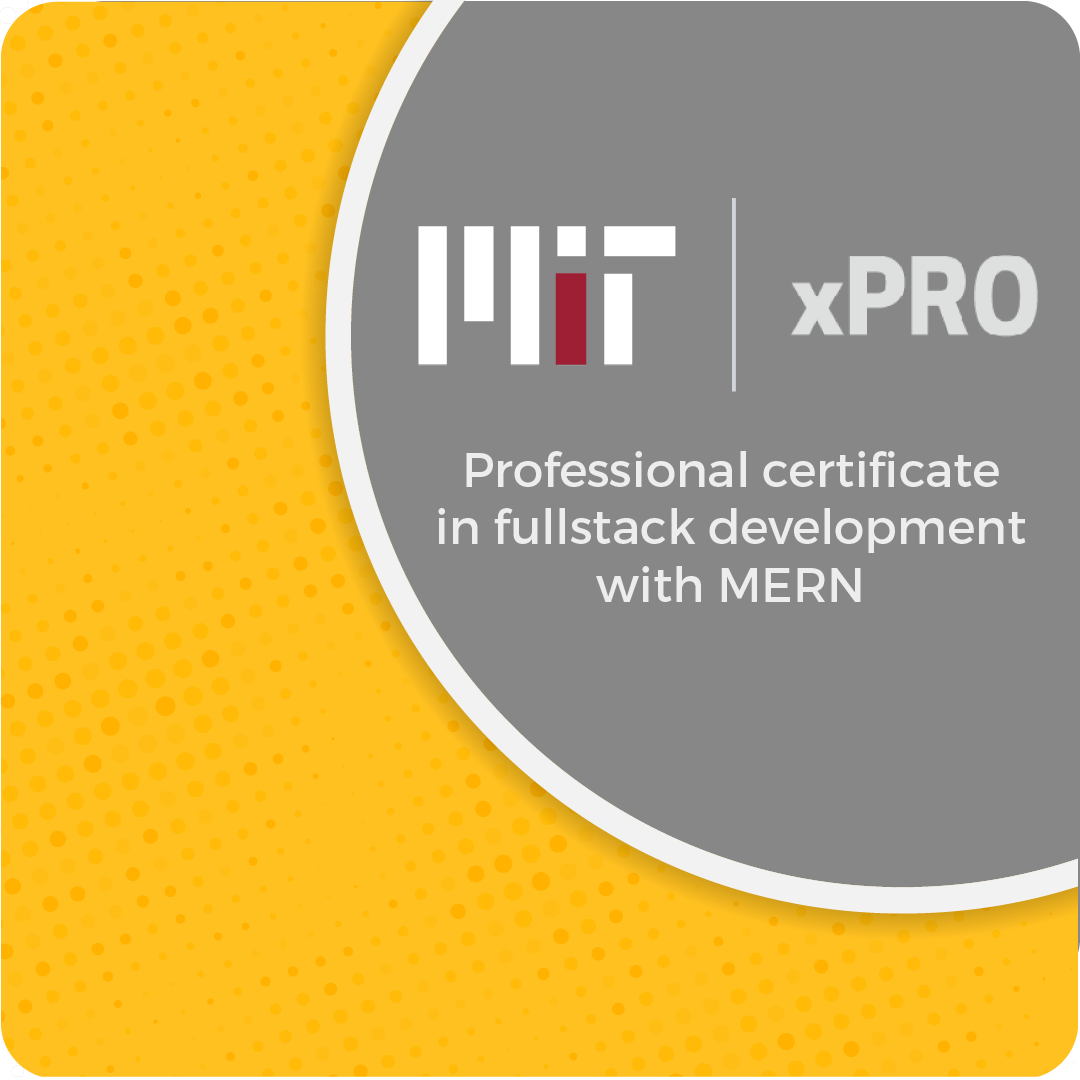 MIT xPRO
Professional certificate
in fullstack development
with MERN